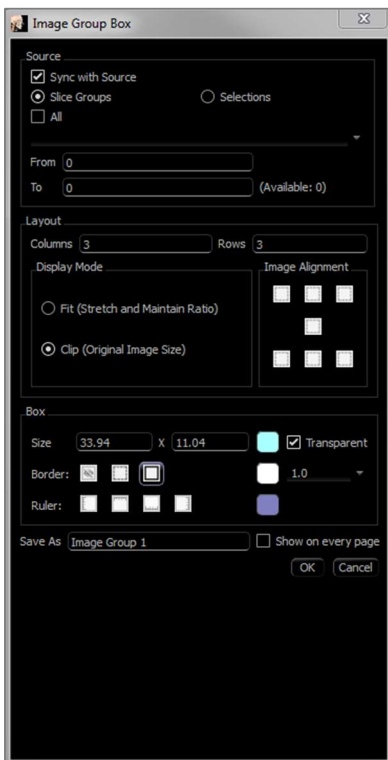 Image Group Box
Source
Sync with Source
Slice Groups Selections
All
From 0
To 0 (Available: 0)
Layout
Columns 3 Rows 3
Display Mode Image Alignment
Fit (Stretch and Maintain Ratio)
Clip (Original Image Size)
Box
Size 33.94 X 11.04 Transparent
Border: 1.0
Ruler:
Save As Image Group 1 Show on every page
OK Cancel